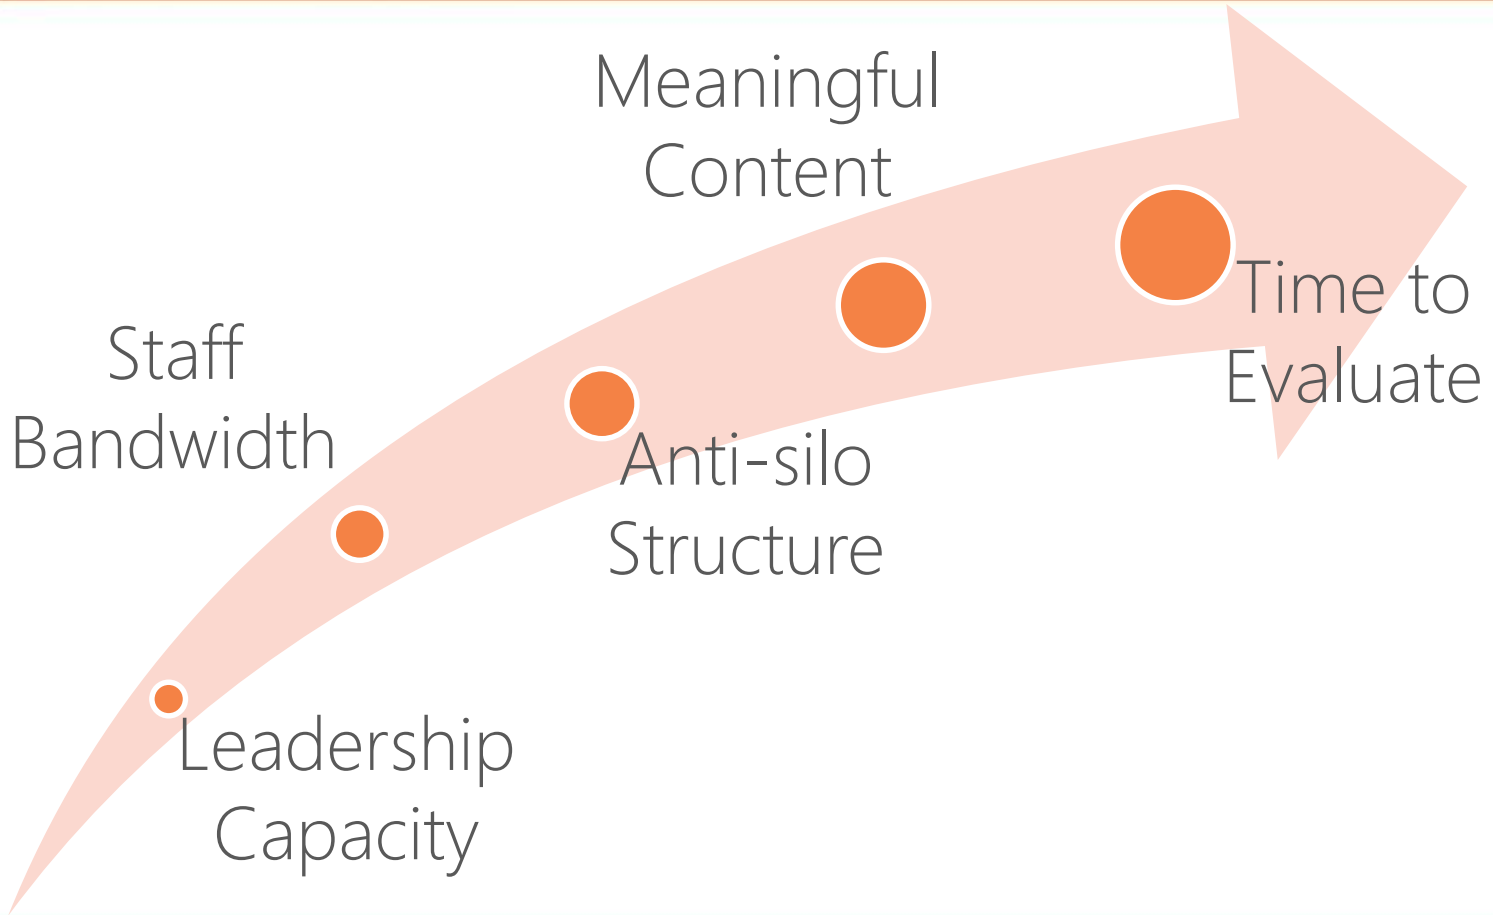 Meaningful
Content
Time to
Evaluate
Staff
Bandwidth
Anti-silo
Structure
Leadership
Capacity